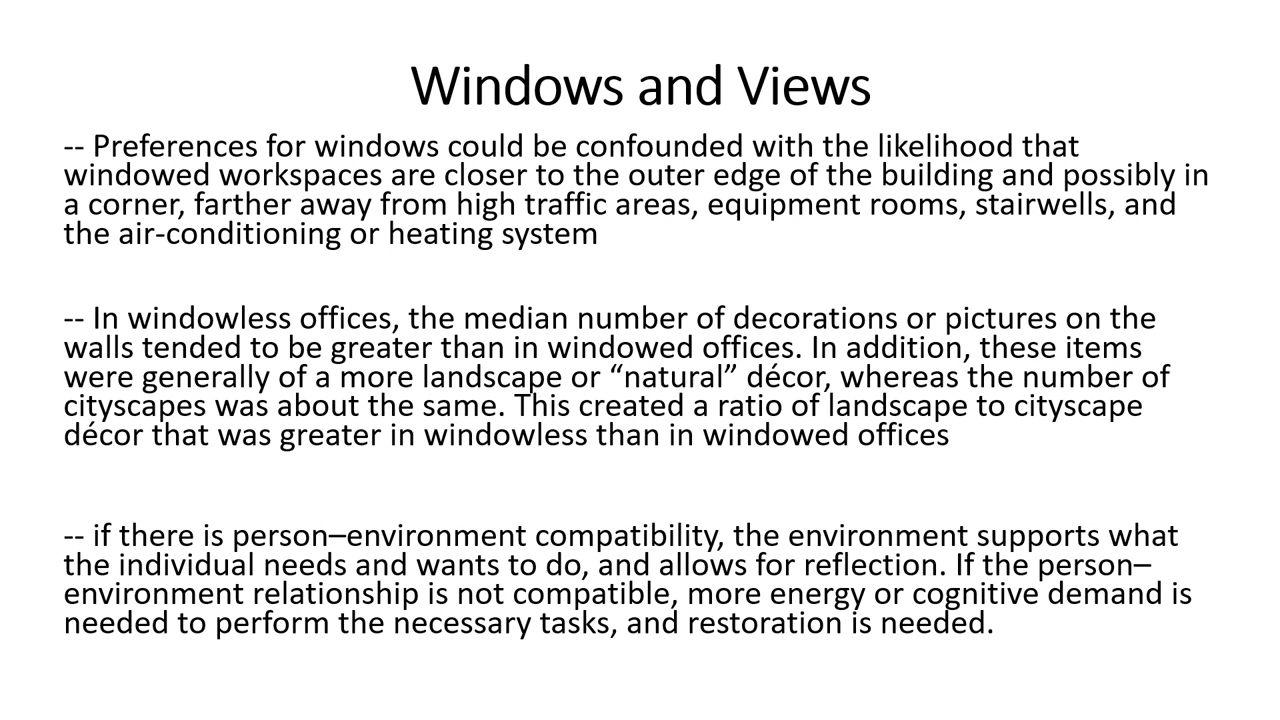 Windows and Views
-- Preferences for windows could be confounded with the likelihood that
windowed workspaces are closer to the outer edge of the building and possibly in
a corner, farther away from high traffic areas, equipment rooms, stairwells, and
the air-conditioning or heating system
-- In windowless offices, the median number of decorations or pictures on the
walls tended to be greater than in windowed offices. In addition, these items
were generally of a more landscape or “natural” décor, whereas the number of
cityscapes was about the same. This created a ratio of landscape to cityscape
décor that was greater in windowless than in windowed offices
-- if there is person–environment compatibility, the environment supports what
the individual needs and wants to do, and allows for reflection. If the person–
environment relationship is not compatible, more energy or cognitive demand is
needed to perform the necessary tasks, and restoration is needed.